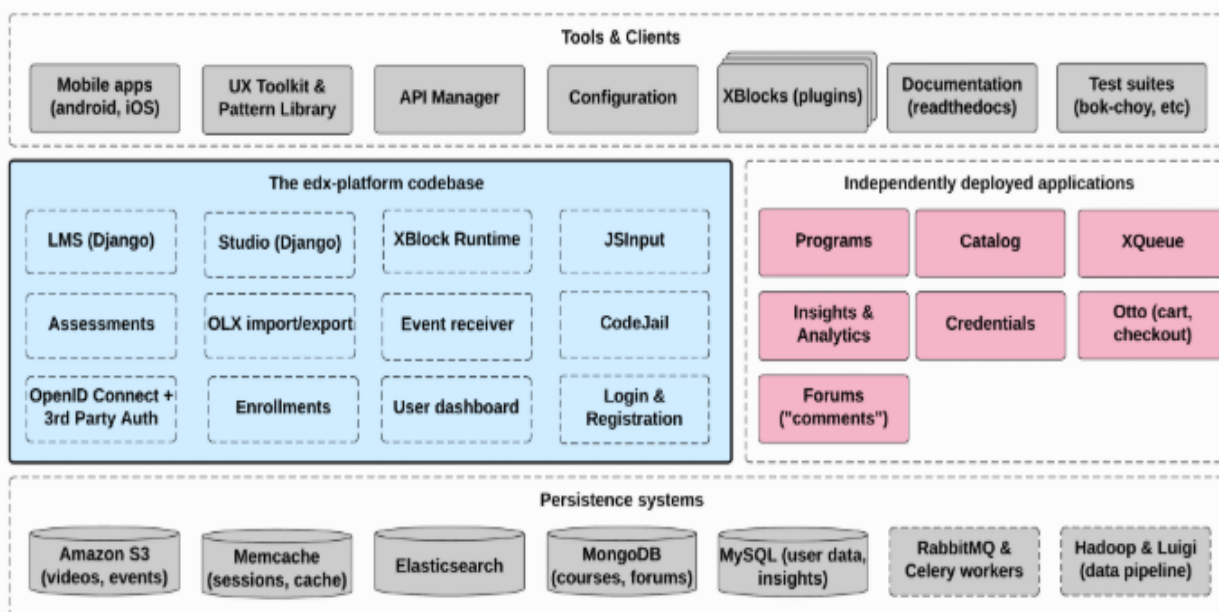 Tools & Clients
Mobile apps
(android, iOS)
UX Toolkit &
Pattern Library
API Manager
Configuration
XBlocks (plugins)
Documentation
(readthedocs)
Test suites
(bok-choy, etc)
The edx-platform codebase
LMS (Django)
Studio (Django)
XBlock Runtime
JSInput
Assessments
OLX import/export
Event receiver
CodeJail
OpenID Connect +
3rd Party Auth
Enrollments
User dashboard
Login &
Registration
Independently deployed applications
Programs
Catalog
XQueue
Insights &
Analytics
Credentials
Otto (cart,
checkout)
Forums
("comments")
Persistence systems
Amazon S3
(videos, events)
Memcache
(sessions, cache)
Elasticsearch
MongoDB
(courses, forums)
MySQL (user data,
insights)
RabbitMQ &
Celery workers
Hadoop & Luigi
(data pipeline)